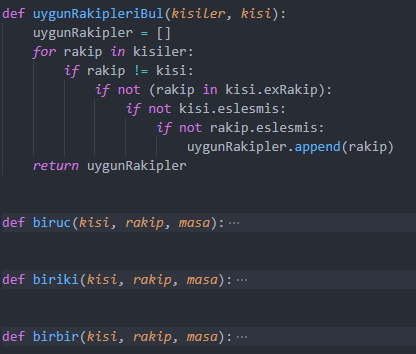 def uygunRakipleriBul(kisiler, kisi):
    uygunRakipler = []
    for rakip in kisiler:
        if rakip != kisi:
            if not (rakip in kisi.exRakip):
                if not kisi.eslesmis:
                    if not rakip.eslesmis:
                        uygunRakipler.append(rakip)
    return uygunRakipler
def biruc(kisi, rakip, masa): ···
def biriki(kisi, rakip, masa): ···
def birbir(kisi, rakip, masa): ···